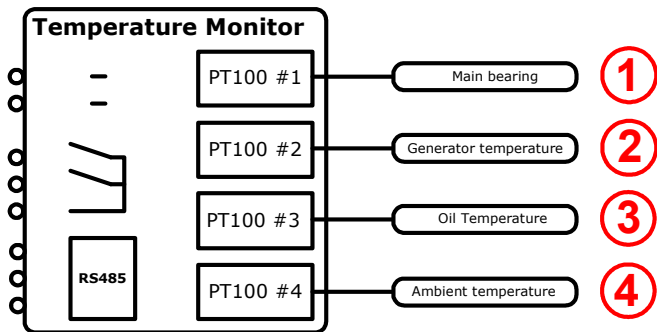 Temperature Monitor
PT100 #1
Main bearing
1
PT100 #2
Generator temperature
2
PT100 #3
Oil Temperature
3
RS485
PT100 #4
Ambient temperature
4